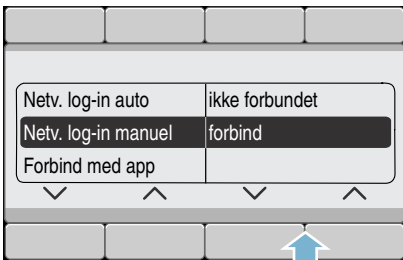 Netv. log-in auto ikke forbundet
Netv. log-in manuel forbind
Forbind med app